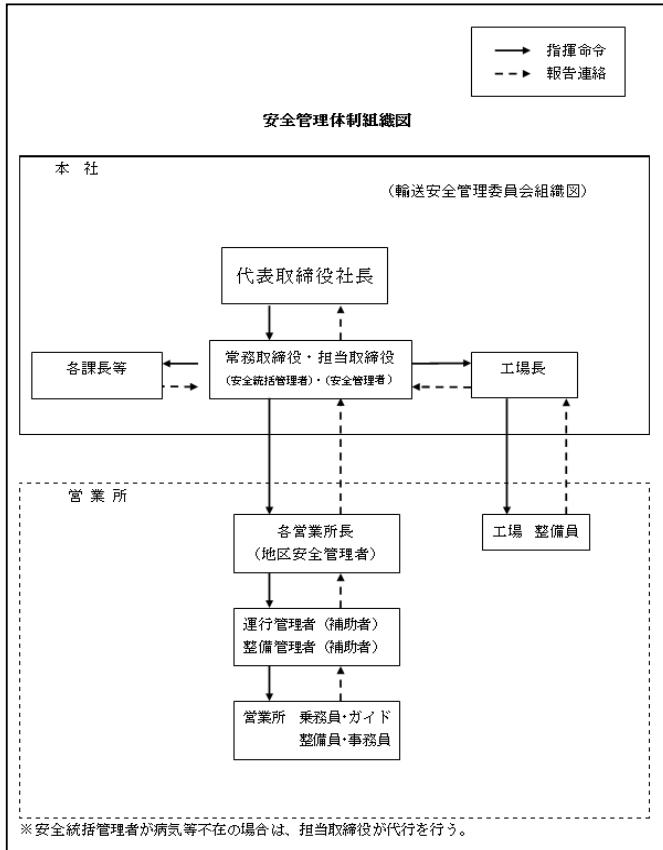 指揮命令
報告連絡
安全管理体制組織図
本 社
(輸送安全管理委員会組織図)
代表取締役社長
各課長等
常務取締役・担当取締役
(安全統括管理者)・(安全管理者)
工場長
営業所
各営業所長
(地区安全管理者)
工場 整備員
運行管理者(補助者)
整備管理者(補助者)
営業所 乗務員・ガイド
整備員・事務員
※安全統括管理者が病気等不在の場合は、担当取締役が代行を行う。